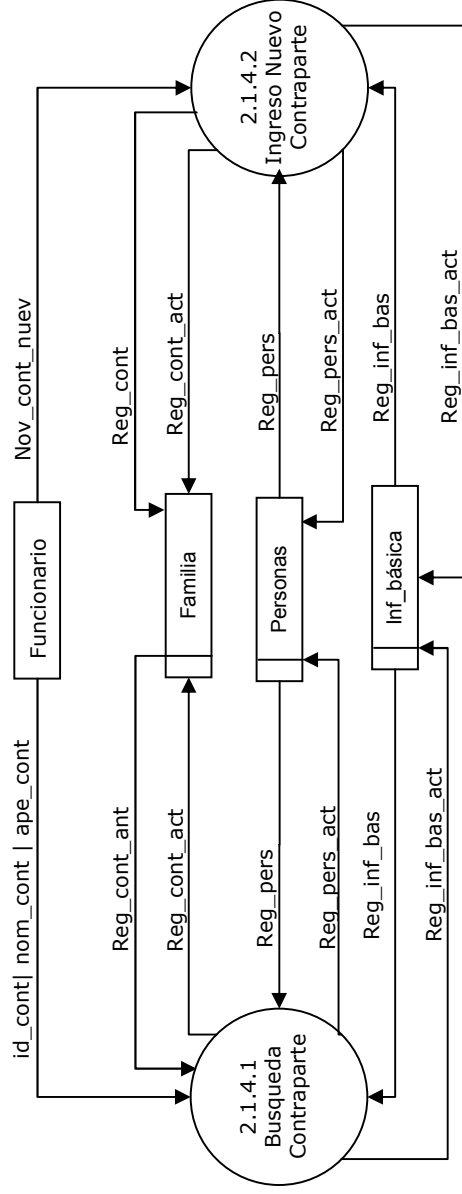 id_cont| nom_cont | ape_cont
Funcionario
Nov_cont_nuev
2.1.4.1
Busqueda
Contraparte
Reg_cont_ant
Reg_cont_act
Reg_pers
Reg_pers_act
Reg_inf_bas
Reg_inf_bas_act
Familia
Personas
Inf_básica
Reg_cont
Reg_cont_act
Reg_pers
Reg_pers_act
Reg_inf_bas
Reg_inf_bas_act
2.1.4.2
Ingreso Nuevo
Contraparte